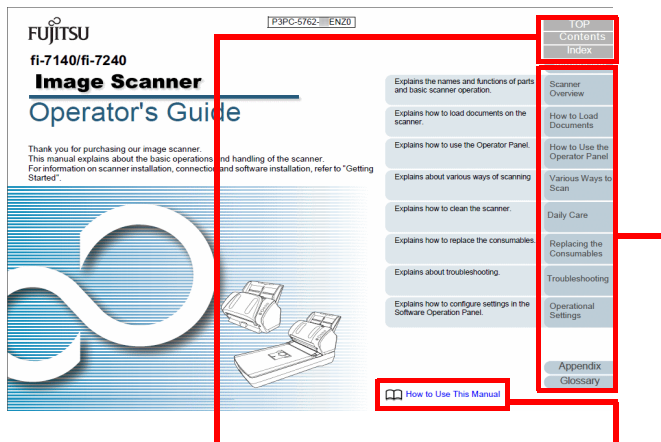 FUJITSU
P3PC-5762- ENZ0
TOP
Contents
Index
fi-7140/fi-7240
Image Scanner
Operator's Guide
Thank you for purchasing our image scanner.
This manual explains about the basic operations and handling of the scanner.
For information on scanner installation, connection and software installation, refer to "Getting
Started".
Explains the names and functions of parts
and basic scanner operation.
Scanner
Overview
Explains how to load documents on the
scanner.
How to Load
Documents
Explains how to use the Operator Panel.
How to Use the
Operator Panel
Explains about various ways of scanning
Various Ways to
Scan
Explains how to clean the scanner.
Daily Care
Explains how to replace the consumables.
Replacing the
Consumables
Explains about troubleshooting.
Troubleshooting
Explains how to configure settings in the
Software Operation Panel.
Operational
Settings
Appendix
Glossary
How to Use This Manual